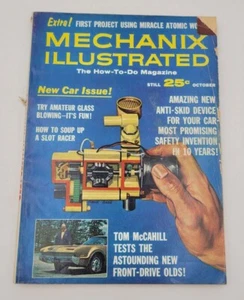 Extra! FIRST PROJECT USING MIRACLE ATOMIC
MECHANIX
ILLUSTRATED
The How-To-Do Magazine
STILL 25¢ OCTOBER
New Car Issue!
TRY AMATEUR GLASS
BLOWING—IT'S FUN!
HOW TO SOUP UP
A SLOT RACER
AMAZING NEW
ANTI-SKID DEVICE
FOR YOUR CAR
MOST PROMISING
SAFETY INVENTION
IN 10 YEARS!
TOM McCAHILL
TESTS THE
ASTOUNDING NEW
FRONT-DRIVE OLDS!